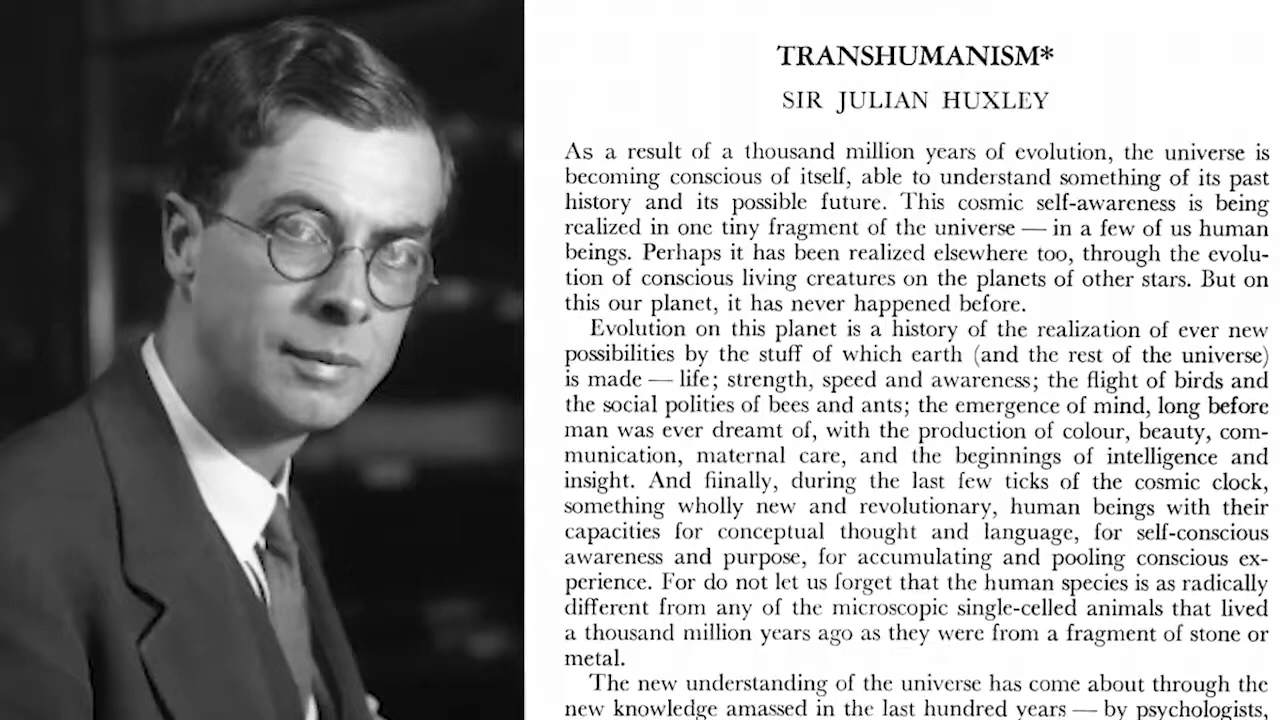 TRANSHUMANISM*
SIR JULIAN HUXLEY
As a result of a thousand million years of evolution, the universe is
becoming conscious of itself, able to understand something of its past
history and its possible future. This cosmic self-awareness is being
realized in one tiny fragment of the universe — in a few of us human
beings. Perhaps it has been realized elsewhere too, through the evolu-
tion of conscious living creatures on the planets of other stars. But on
this our planet, it has never happened before.
Evolution on this planet is a history of the realization of ever new
possibilities by the stuff of which earth (and the rest of the universe)
is made — life; strength, speed and awareness; the flight of birds and
the social polities of bees and ants; the emergence of mind, long before
man was ever dreamt of, with the production of colour, beauty, com-
munication, maternal care, and the beginnings of intelligence and
insight. And fiinally, during the last few ticks of the cosmic clock,
something wholly new and revolutionary, human beings with their
capacities for conceptual thought and language, for self-conscious
awareness and purpose, for accumulating and pooling conscious ex-
perience. For do not let us forget that the human species is as radically
different from any of the microscopic single-celled animals that lived
a thousand million years ago as they were from a fragment of stone or
metal.
The new understanding of the universe has come about through the
new knowledge amassed in the last hundred years — by psychologists,